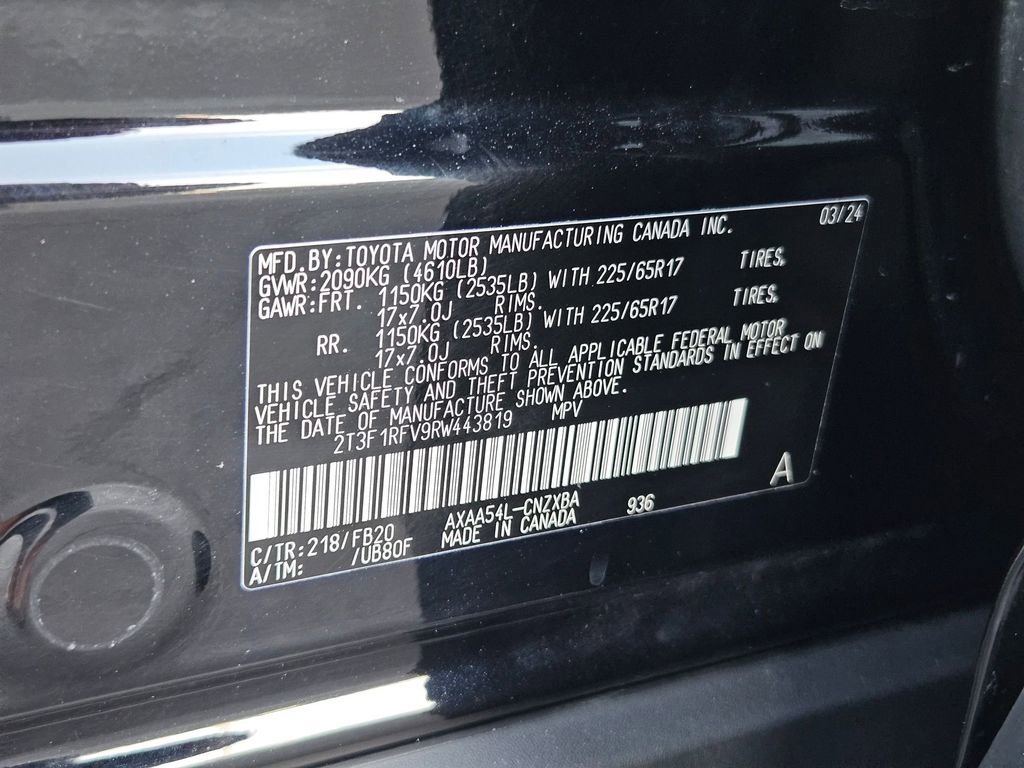 03/24
MFD.BY:TOYOTA MOTOR MANUFACTURING CANADA INC.
GVWR:2090KG (4610LB)
GAWR:FRT. 1150KG (2535LB) WITH 225/65R17 TIRES,
17x7.0J RIMS.
RR. 1150KG (2535LB) WITH 225/65R17 TIRES,
17x7.0J RIMS.
THIS VEHICLE CONFORMS TO ALL APPLICABLE FEDERAL MOTOR
VEHICLE SAFETY AND THEFT PREVENTION STANDARDS IN EFFECT ON
THE DATE OF MANUFACTURE SHOWN ABOVE.
2T3F1RFV9RW443819 MPV
A
C/TR:218/FB20 AXAA54L-CNZXBA 936
A/TM: /UB80F MADE IN CANADA